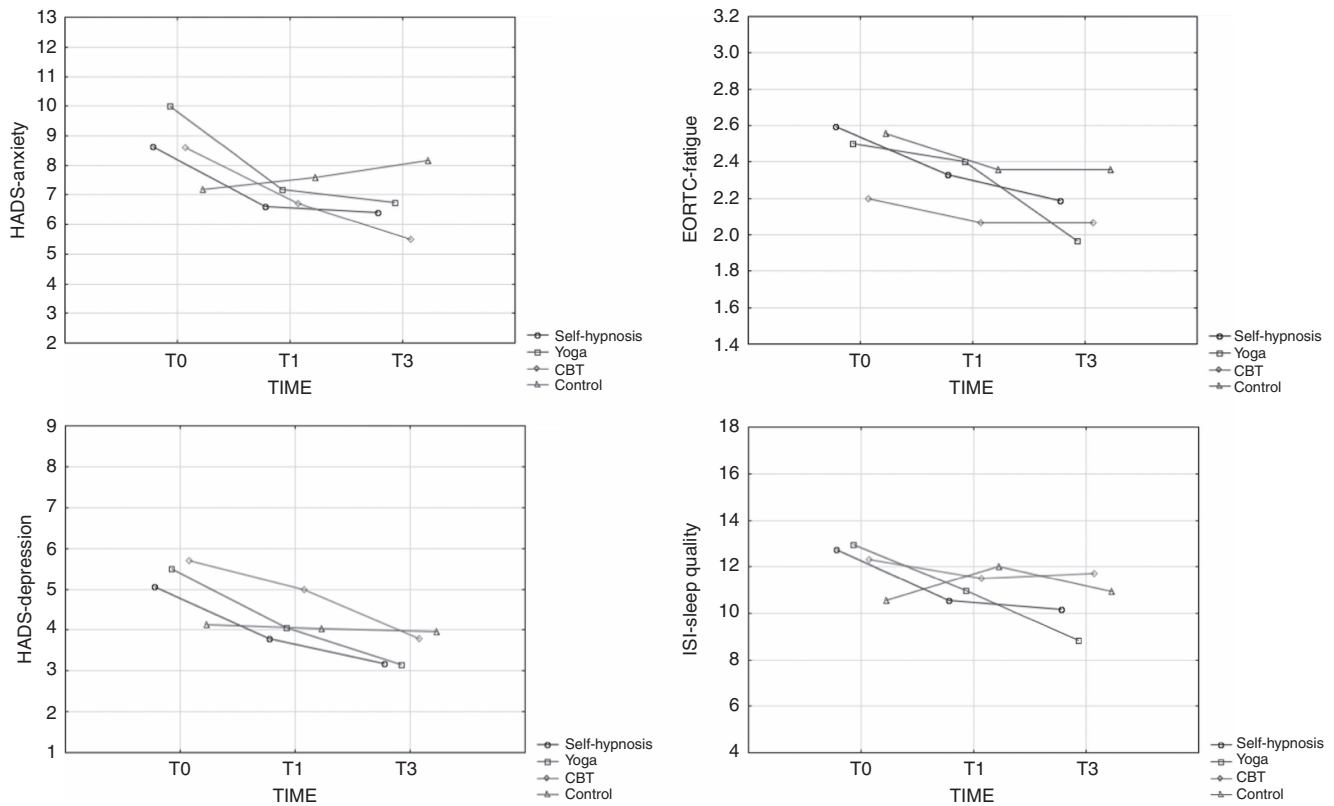 HADS-anxiety
13
12
11
10
9
8
7
6
5
4
3
2
T0 T1 T3
TIME
Self-hypnosis
Yoga
CBT
Control
EORTC-fatigue
3.2
3.0
2.8
2.6
2.4
2.2
2.0
1.8
1.6
1.4
T0 T1 T3
TIME
Self-hypnosis
Yoga
CBT
Control
HADS-depression
9
8
7
6
5
4
3
2
1
T0 T1 T3
TIME
Self-hypnosis
Yoga
CBT
Control
ISI-sleep quality
18
16
14
12
10
8
6
4
T0 T1 T3
TIME
Self-hypnosis
Yoga
CBT
Control